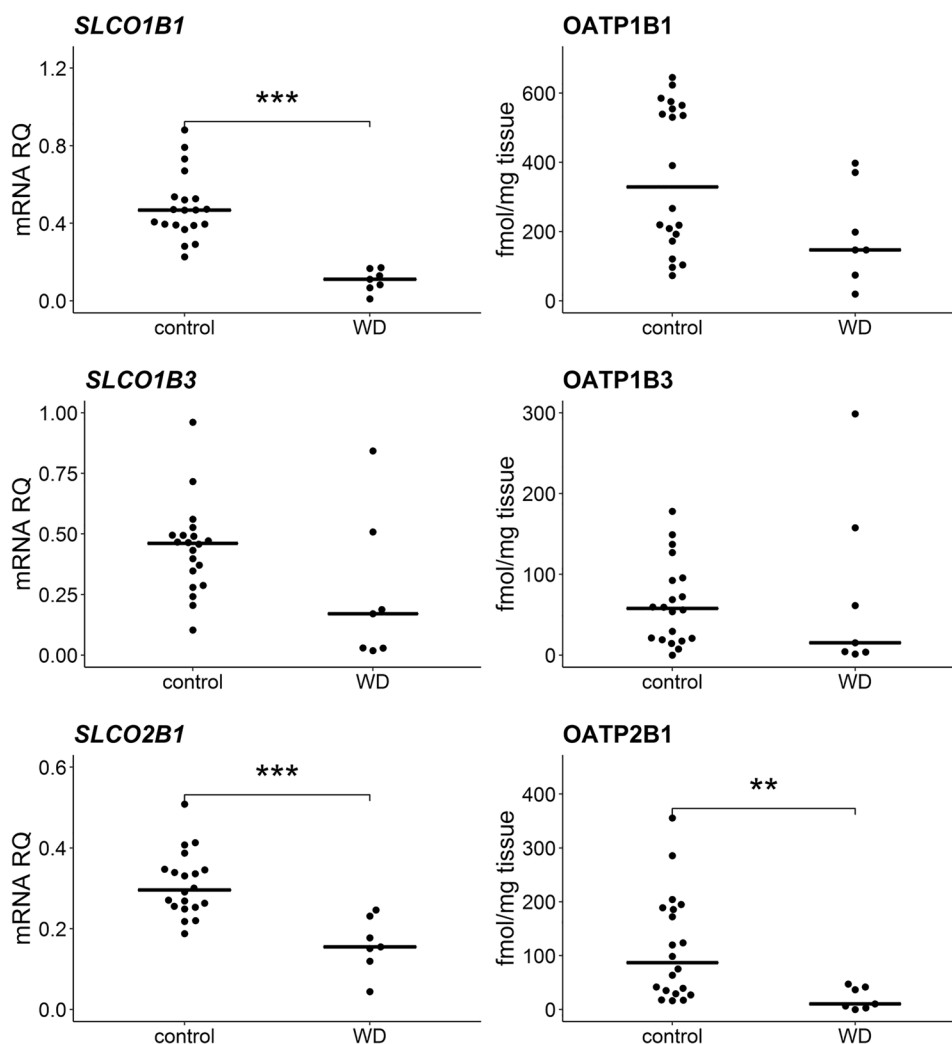 SLCO1B1
mRNA RQ
1.2
0.8
0.4
0.0
***
control
WD
OATP1B1
fmol/mg tissue
600
400
200
0
control
WD
SLCO1B3
mRNA RQ
1.00
0.75
0.50
0.25
0.00
control
WD
OATP1B3
fmol/mg tissue
300
200
100
0
control
WD
SLCO2B1
mRNA RQ
0.6
0.4
0.2
0.0
***
control
WD
OATP2B1
fmol/mg tissue
400
300
200
100
0
**
control
WD